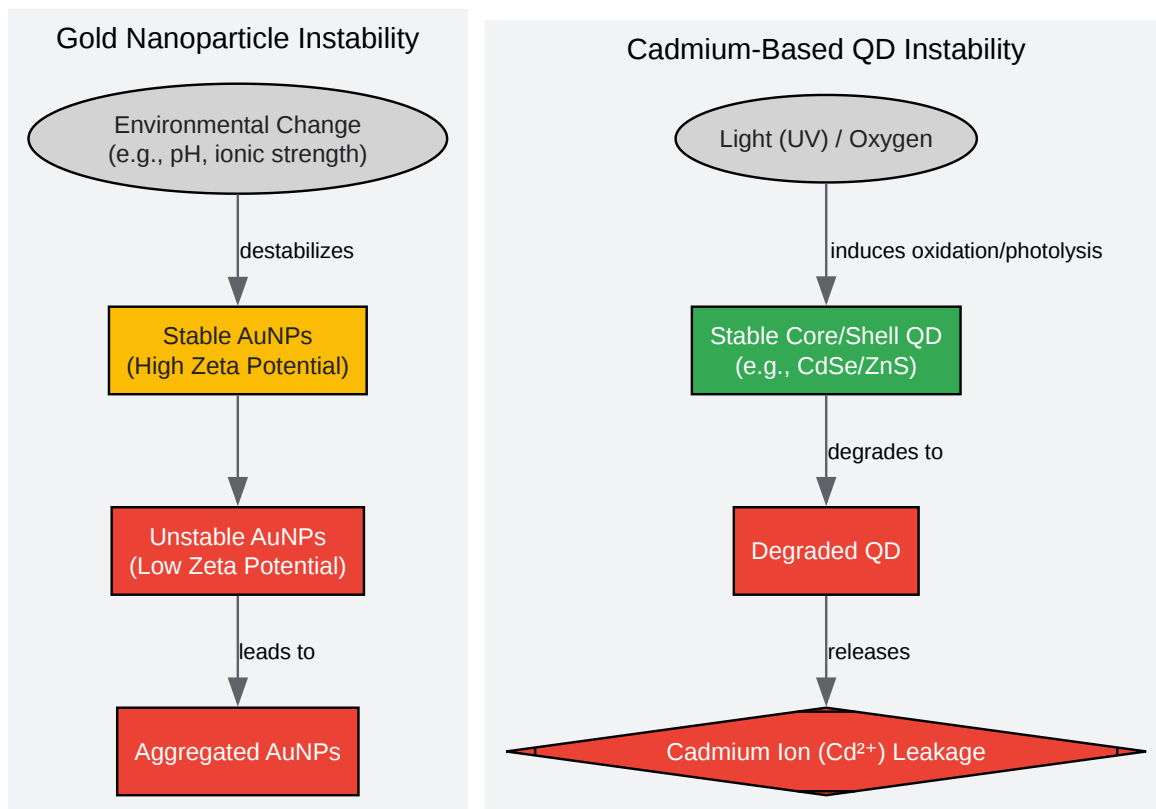 Gold Nanoparticle Instability
Environmental Change
(e.g., pH, ionic strength)
destabilizes
Stable AuNPs
(High Zeta Potential)
Unstable AuNPs
(Low Zeta Potential)
leads to
Aggregated AuNPs
Cadmium-Based QD Instability
Light (UV) / Oxygen
induces oxidation/photolysis
Stable Core/Shell QD
(e.g., CdSe/ZnS)
degrades to
Degraded QD
releases
Cadmium Ion (Cd²⁺) Leakage